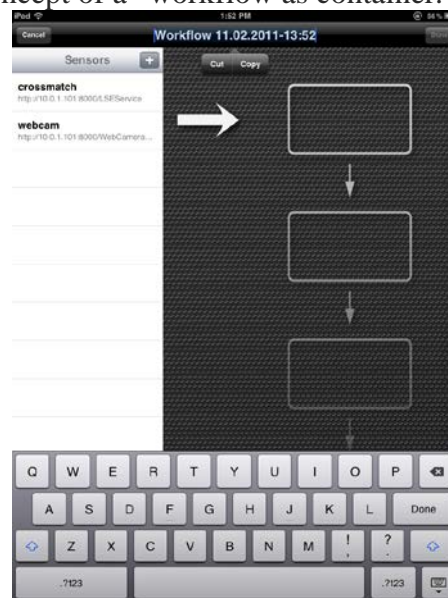 ncept of a "workflow as container.
iPod 1:52 PM 94%
Cancel Workflow 11.02.2011-13:52 Save
Sensors +
Cut Copy
crossmatch
http://10.0.1.101:8000/LSEService
webcam
http://10.0.1.101:8000/WebCamera...
Q W E R T Y U I O P
A S D F G H J K L Done
Z X C V B N M ! , ? .
.?123 .?123